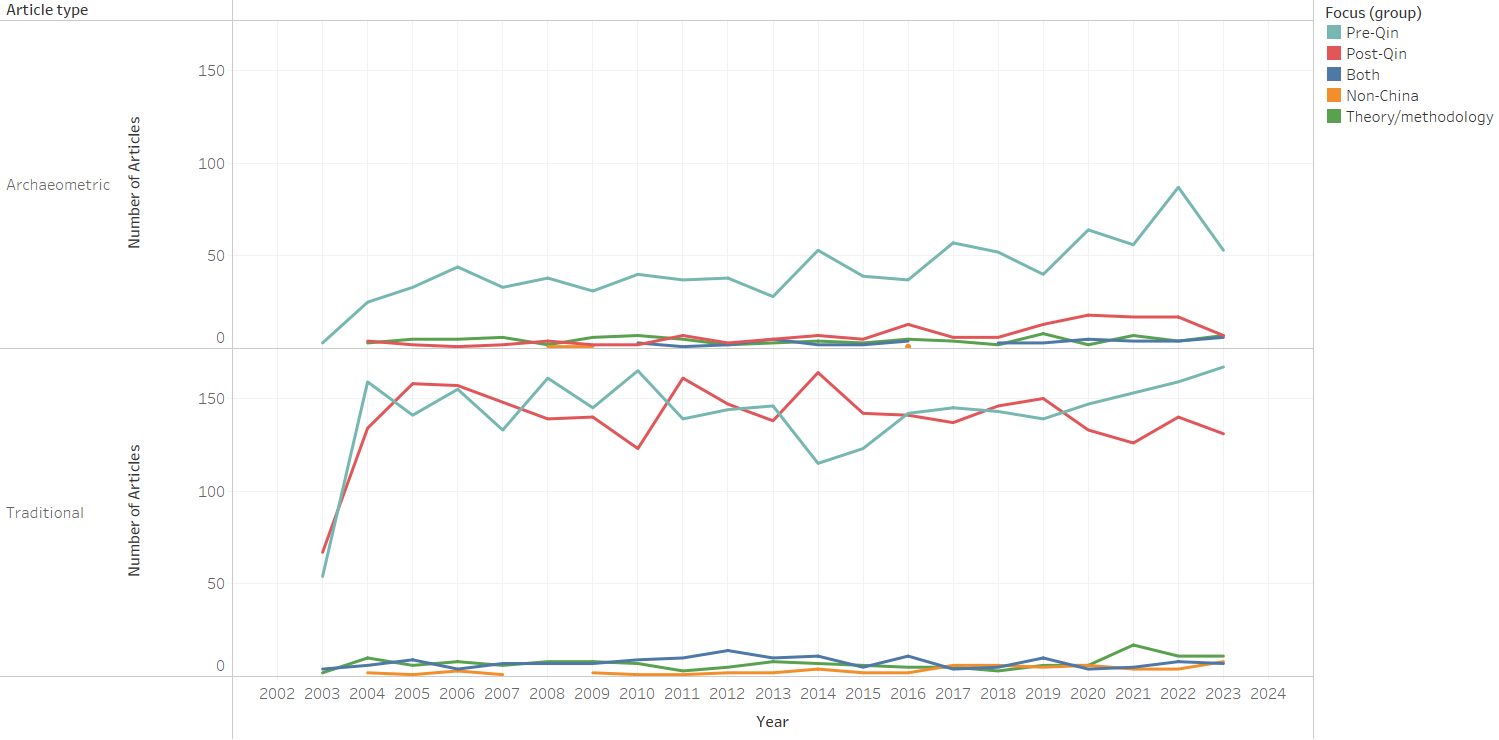 Article type
Focus (group)
Pre-Qin
Post-Qin
Both
Non-China
Theory/methodology
Archaeometric
Number of Articles
150
100
50
0
Traditional
Number of Articles
150
100
50
0
2002 2003 2004 2005 2006 2007 2008 2009 2010 2011 2012 2013 2014 2015 2016 2017 2018 2019 2020 2021 2022 2023 2024
Year